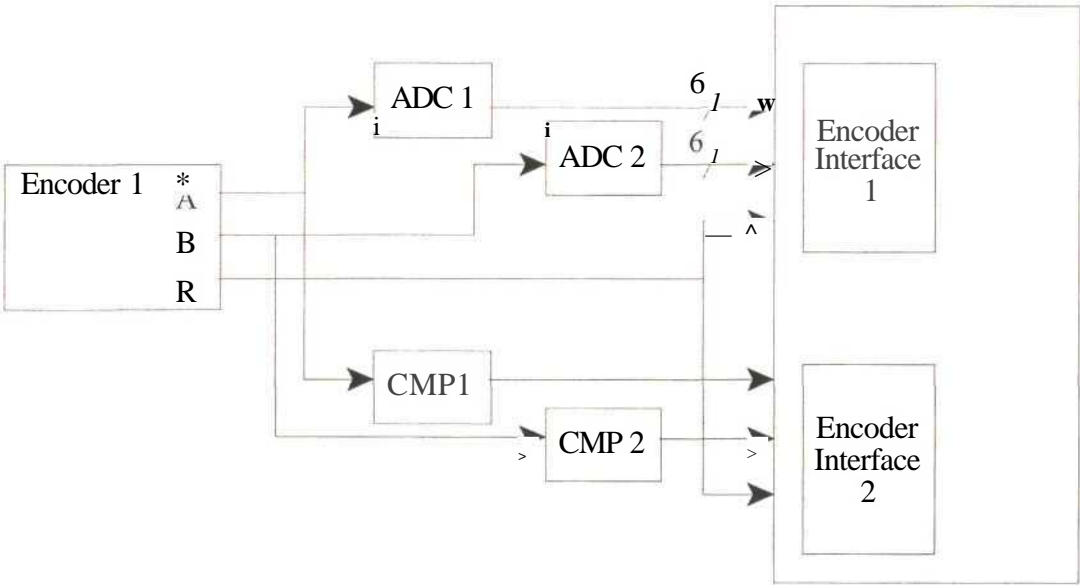 ADC 1
6
ADC 2
6
Encoder
Interface
1
Encoder 1
A
B
R
CMP1
CMP 2
Encoder
Interface
2